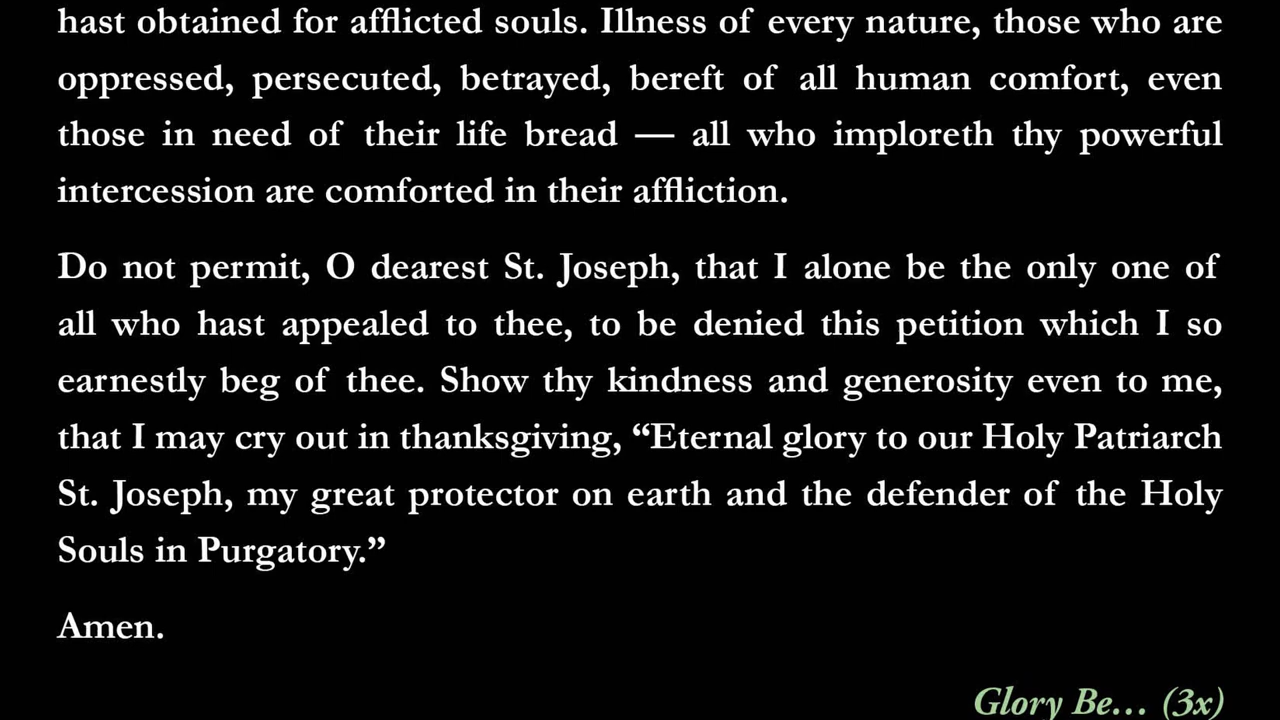 hast obtained for afflicted souls. Illness of every nature, those who are
oppressed, persecuted, betrayed, bereft of all human comfort, even
those in need of their life bread — all who imploreth thy powerful
intercession are comforted in their affliction.
Do not permit, O dearest St. Joseph, that I alone be the only one of
all who hast appealed to thee, to be denied this petition which I so
earnestly beg of thee. Show thy kindness and generosity even to me,
that I may cry out in thanksgiving, “Eternal glory to our Holy Patriarch
St. Joseph, my great protector on earth and the defender of the Holy
Souls in Purgatory.”
Amen.
Glory Be… (3x)